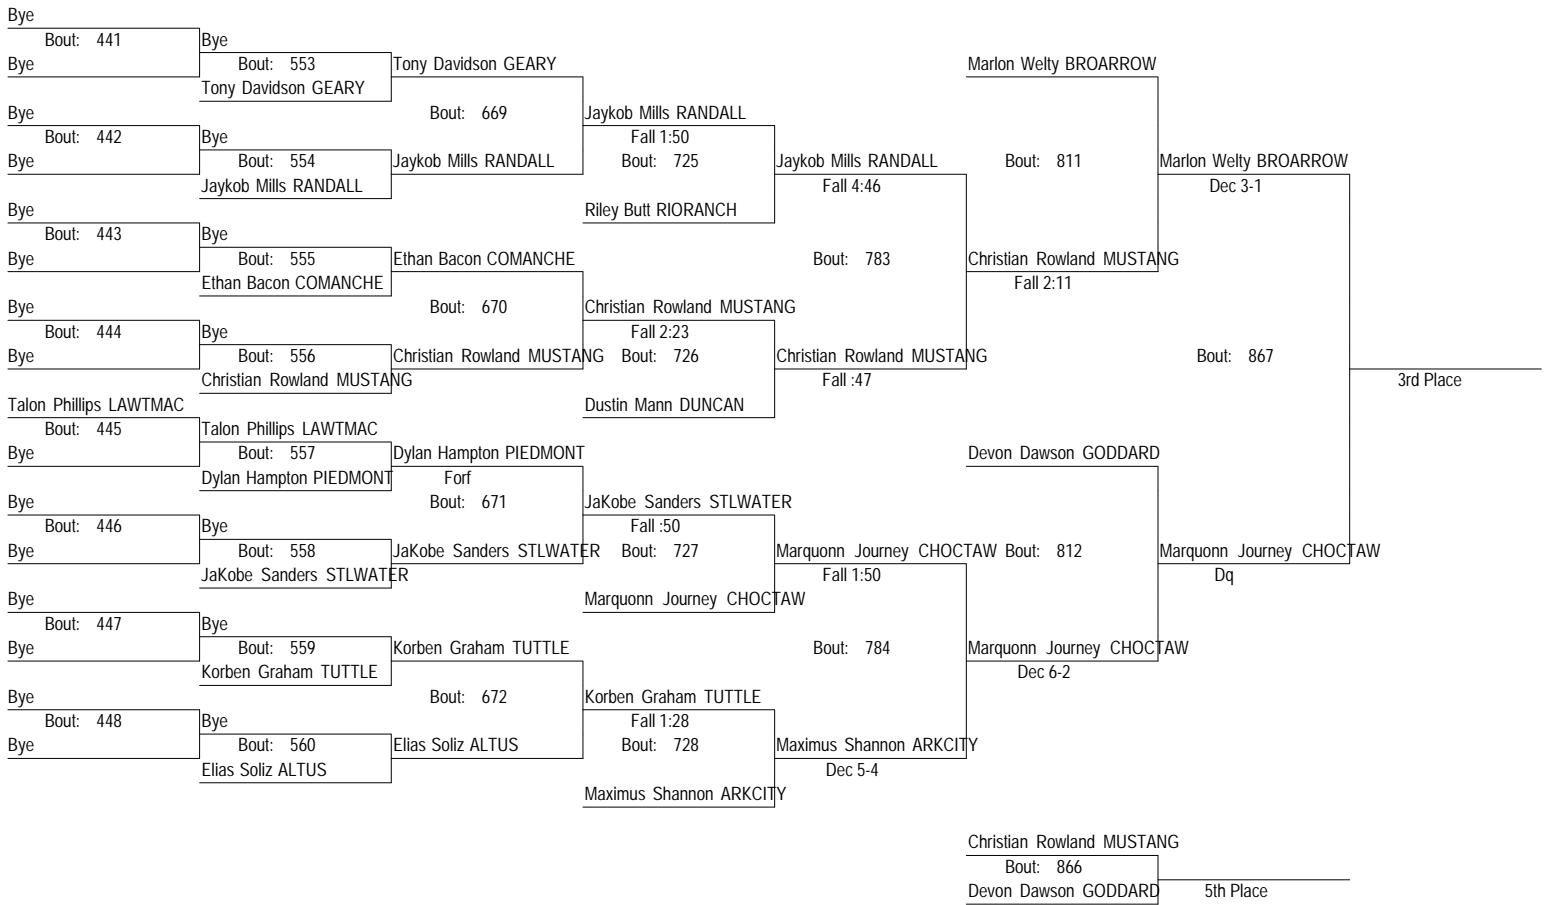 Bye
Bout: 441
Bye
Bye
Bout: 442
Bye
Bye
Bout: 443
Bye
Bye
Bout: 444
Bye
Talon Phillips LAWTMAC
Bout: 445
Bye
Bye
Bout: 446
Bye
Bye
Bout: 447
Bye
Bye
Bout: 448
Bye
Bye
Bout: 553
Tony Davidson GEARY
Bye
Bout: 554
Jaykob Mills RANDALL
Bye
Bout: 555
Ethan Bacon COMANCHE
Bye
Bout: 556
Christian Rowland MUSTANG
Talon Phillips LAWTMAC
Bout: 557
Dylan Hampton PIEDMONT
Bye
Bout: 558
JaKobe Sanders STLWATER
Bye
Bout: 559
Korben Graham TUTTLE
Bye
Bout: 560
Elias Soliz ALTUS
Tony Davidson GEARY
Bout: 669
Jaykob Mills RANDALL
Ethan Bacon COMANCHE
Bout: 670
Christian Rowland MUSTANG
Dylan Hampton PIEDMONT
Forf
Bout: 671
JaKobe Sanders STLWATER
Korben Graham TUTTLE
Bout: 672
Elias Soliz ALTUS
Jaykob Mills RANDALL
Fall 1:50
Bout: 725
Riley Butt RIORANCH
Christian Rowland MUSTANG
Fall 2:23
Bout: 726
Dustin Mann DUNCAN
JaKobe Sanders STLWATER
Fall :50
Bout: 727
Marquonn Journey CHOCTAW
Korben Graham TUTTLE
Fall 1:28
Bout: 728
Maximus Shannon ARKCITY
Jaykob Mills RANDALL
Fall 4:46
Bout: 783
Christian Rowland MUSTANG
Fall :47
Marquonn Journey CHOCTAW
Fall 1:50
Bout: 784
Maximus Shannon ARKCITY
Dec 5-4
Marlon Welty BROARROW
Bout: 811
Christian Rowland MUSTANG
Fall 2:11
Devon Dawson GODDARD
Bout: 812
Marquonn Journey CHOCTAW
Dec 6-2
Marlon Welty BROARROW
Dec 3-1
Bout: 867
Marquonn Journey CHOCTAW
Dq
3rd Place
Christian Rowland MUSTANG
Bout: 866
Devon Dawson GODDARD
5th Place